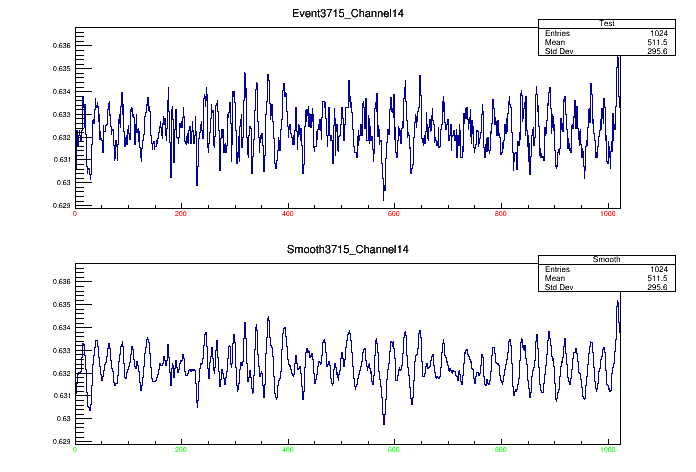 Event3715_Channel14
Test
Entries 1024
Mean 511.5
Std Dev 295.6
0.636
0.635
0.634
0.633
0.632
0.631
0.63
0.629
0 200 400 600 800 1000
Smooth3715_Channel14
Smooth
Entries 1024
Mean 511.5
Std Dev 295.6
0.636
0.635
0.634
0.633
0.632
0.631
0.63
0.629
0 200 400 600 800 1000